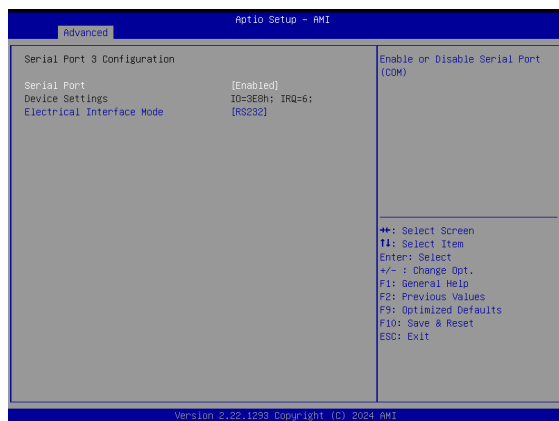 Aptio Setup - AMI
Advanced
Serial Port 3 Configuration
Serial Port [Enabled]
Device Settings IO=3E8h; IRQ=6;
Electrical Interface Mode [RS232]
Enable or Disable Serial Port
(COM)
→←: Select Screen
↑↓: Select Item
Enter: Select
+/- : Change Opt.
F1: General Help
F2: Previous Values
F9: Optimized Defaults
F10: Save & Reset
ESC: Exit
Version 2.22.1293 Copyright (C) 2024 AMI